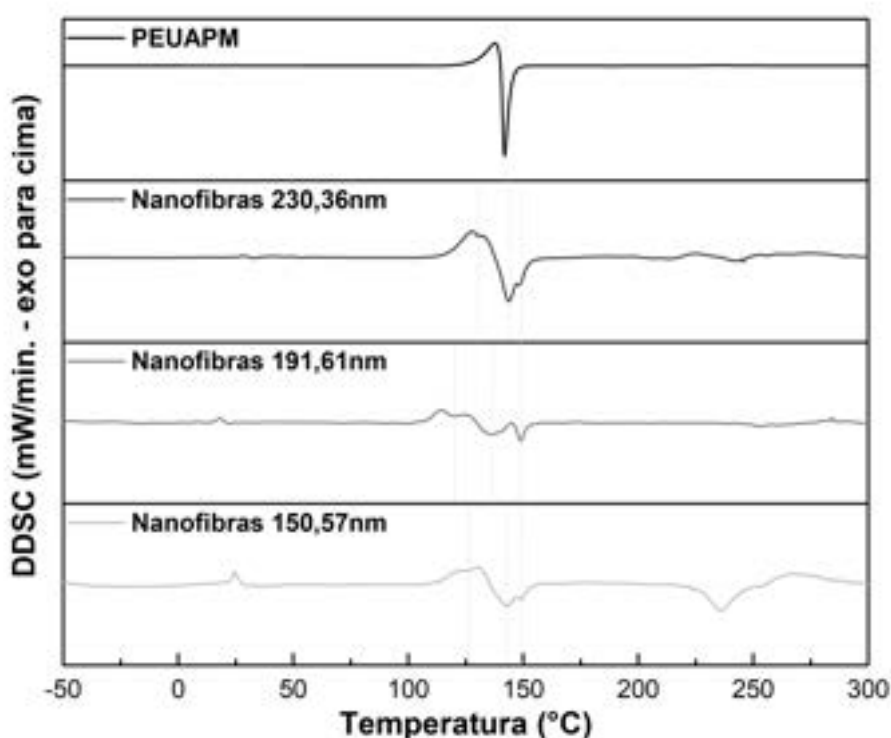 PEUAPM
Nanofibras 230,36nm
Nanofibras 191,61nm
Nanofibras 150,57nm
DDSC (mW/min. - exo para cima)
-50 0 50 100 150 200 250 300
Temperatura (°C)